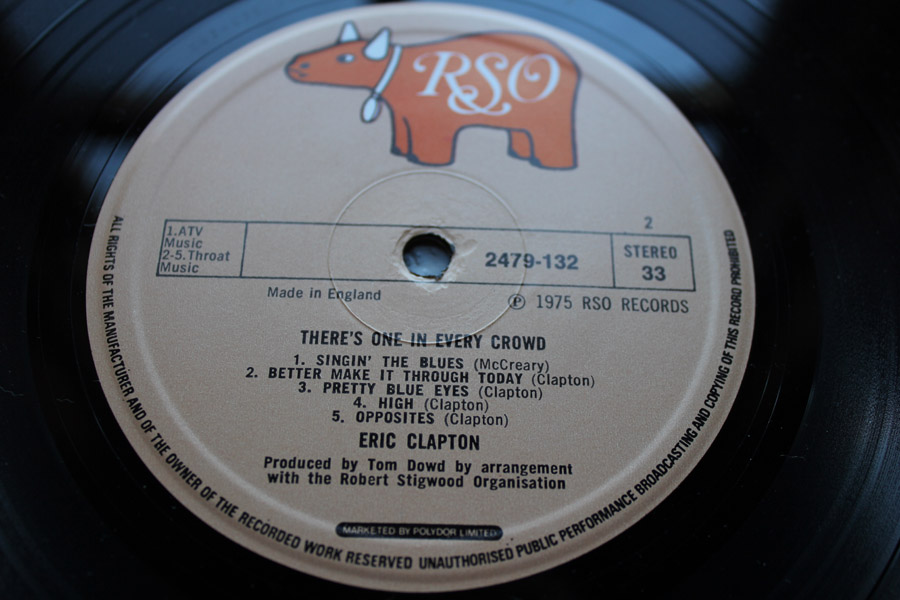 RSO
2
1.ATV
Music
2-5.Throat
Music
2479-132
STEREO
33
Made in England
℗ 1975 RSO RECORDS
THERE'S ONE IN EVERY CROWD
1. SINGIN' THE BLUES (McCreary)
2. BETTER MAKE IT THROUGH TODAY (Clapton)
3. PRETTY BLUE EYES (Clapton)
4. HIGH (Clapton)
5. OPPOSITES (Clapton)
ERIC CLAPTON
Produced by Tom Dowd by arrangement
with the Robert Stigwood Organisation
MARKETED BY POLYDOR LIMITED
ALL RIGHTS OF THE MANUFACTURER AND OF THE OWNER OF THE RECORDED WORK RESERVED UNAUTHORISED PUBLIC PERFORMANCE BROADCASTING AND COPYING OF THIS RECORD PROHIBITED